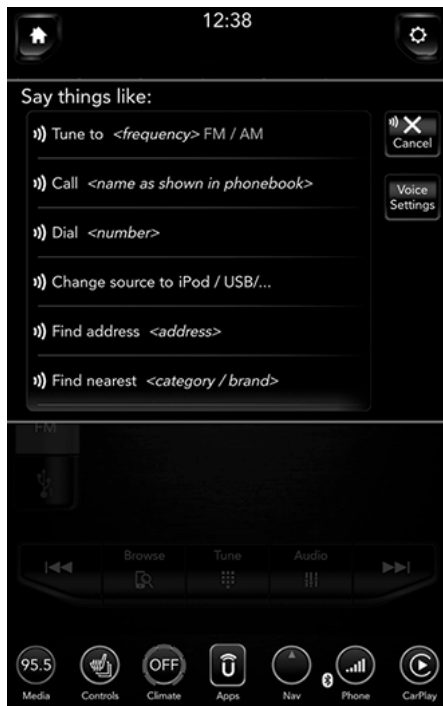 12:38
Say things like:
Tune to <frequency> FM / AM
Cancel
Call <name as shown in phonebook>
Voice
Settings
Dial <number>
Change source to iPod / USB/...
Find address <address>
Find nearest <category / brand>
FM
Browse Tune Audio
95.5 OFF
Media Controls Climate Apps Nav Phone CarPlay